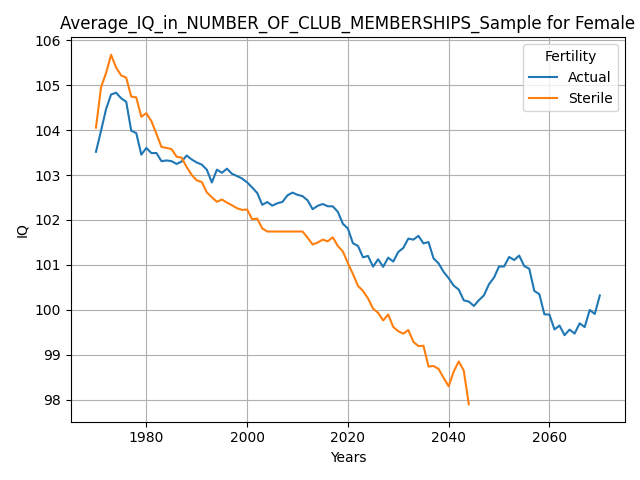 Average_IQ_in_NUMBER_OF_CLUB_MEMBERSHIPS_Sample for Female
106
105
104
103
102
101
100
99
98
IQ
Fertility
Actual
Sterile
1980
2000
2020
2040
2060
Years